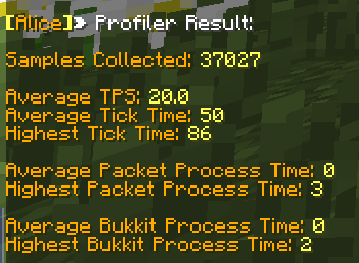 [Alice]» Profiler Result:
Samples Collected: 37027
Average TPS: 20.0
Average Tick Time: 50
Highest Tick Time: 86
Average Packet Process Time: 0
Highest Packet Process Time: 3
Average Bukkit Process Time: 0
Highest Bukkit Process Time: 2